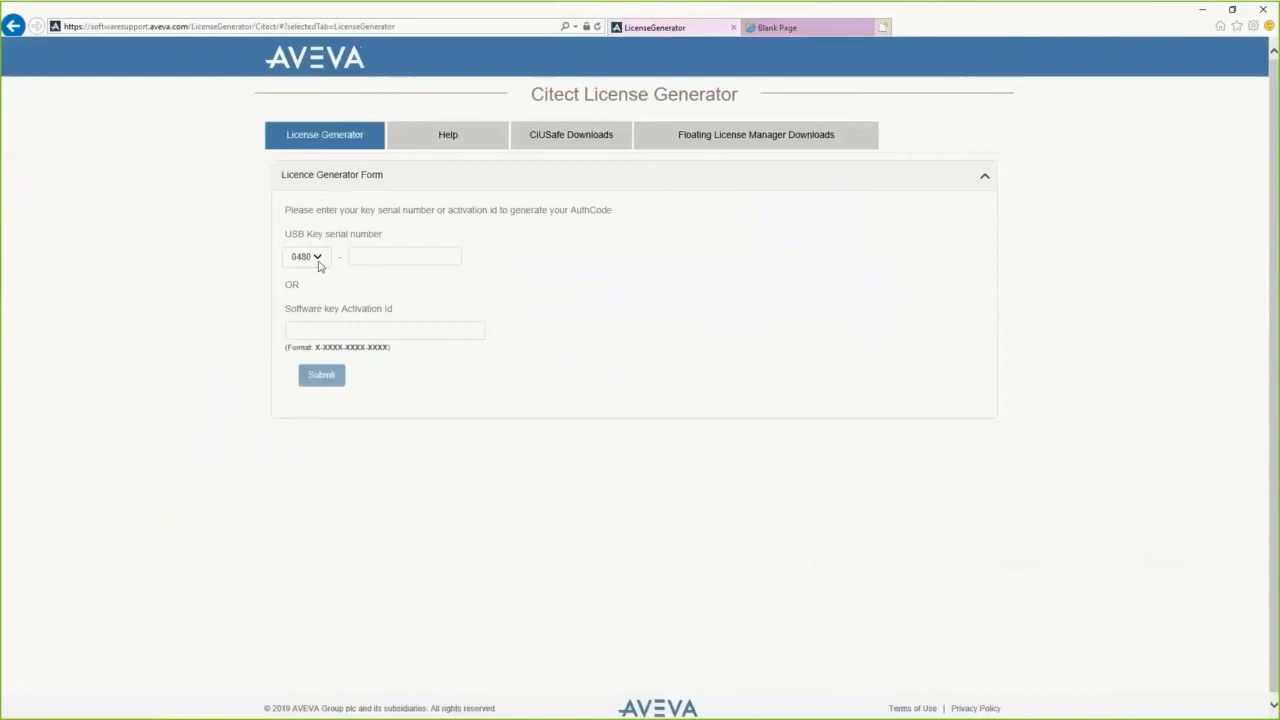 https://softwaresupport.aveva.com/LicenseGenerator/Citect/#?selectedTab=LicenseGenerator
LicenseGenerator
Blank Page
AVEVA
Citect License Generator
License Generator
Help
CiUSafe Downloads
Floating License Manager Downloads
Licence Generator Form
Please enter your key serial number or activation id to generate your AuthCode
USB Key serial number
0480 -
OR
Software key Activation Id
(Format: X-XXXX-XXXX-XXXX)
Submit
© 2019 AVEVA Group plc and its subsidiaries. All rights reserved.
AVEVA
Terms of Use | Privacy Policy